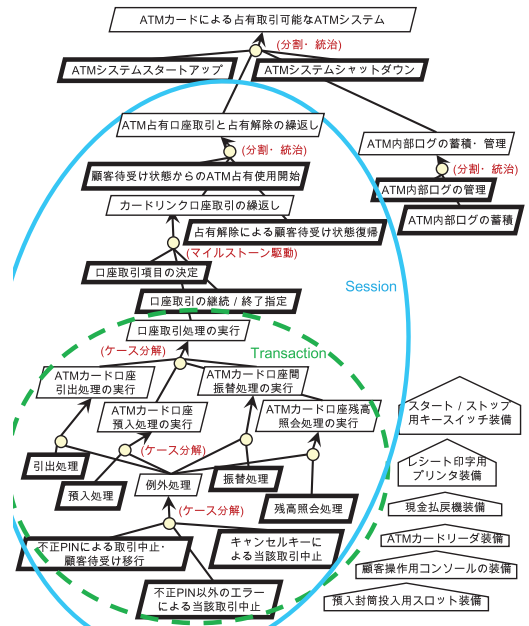 ATMカードによる占有取引可能なATMシステム
(分割・統治)
ATMシステムスタートアップ
ATMシステムシャットダウン
ATM占有口座取引と占有解除の繰返し
ATM内部ログの蓄積・管理
(分割・統治)
(分割・統治)
顧客待受け状態からのATM占有使用開始
ATM内部ログの管理
カードリンク口座取引の繰返し
ATM内部ログの蓄積
占有解除による顧客待受け状態復帰
(マイルストーン駆動)
口座取引項目の決定
Session
口座取引の継続 / 終了指定
口座取引処理の実行
(ケース分解)
Transaction
ATMカード口座
引出処理の実行
ATMカード口座間
振替処理の実行
ATMカード口座
預入処理の実行
ATMカード口座残高
照会処理の実行
スタート / ストップ
用キースイッチ装備
(ケース分解)
引出処理
例外処理
振替処理
預入処理
レシート印字用
プリンタ装備
(ケース分解)
残高照会処理
現金払戻機装備
不正PINによる取引中止・
顧客待受け移行
キャンセルキーに
よる当該取引中止
ATMカードリーダ装備
顧客操作用コンソールの装備
不正PIN以外のエラー
による当該取引中止
預入封筒投入用スロット装備